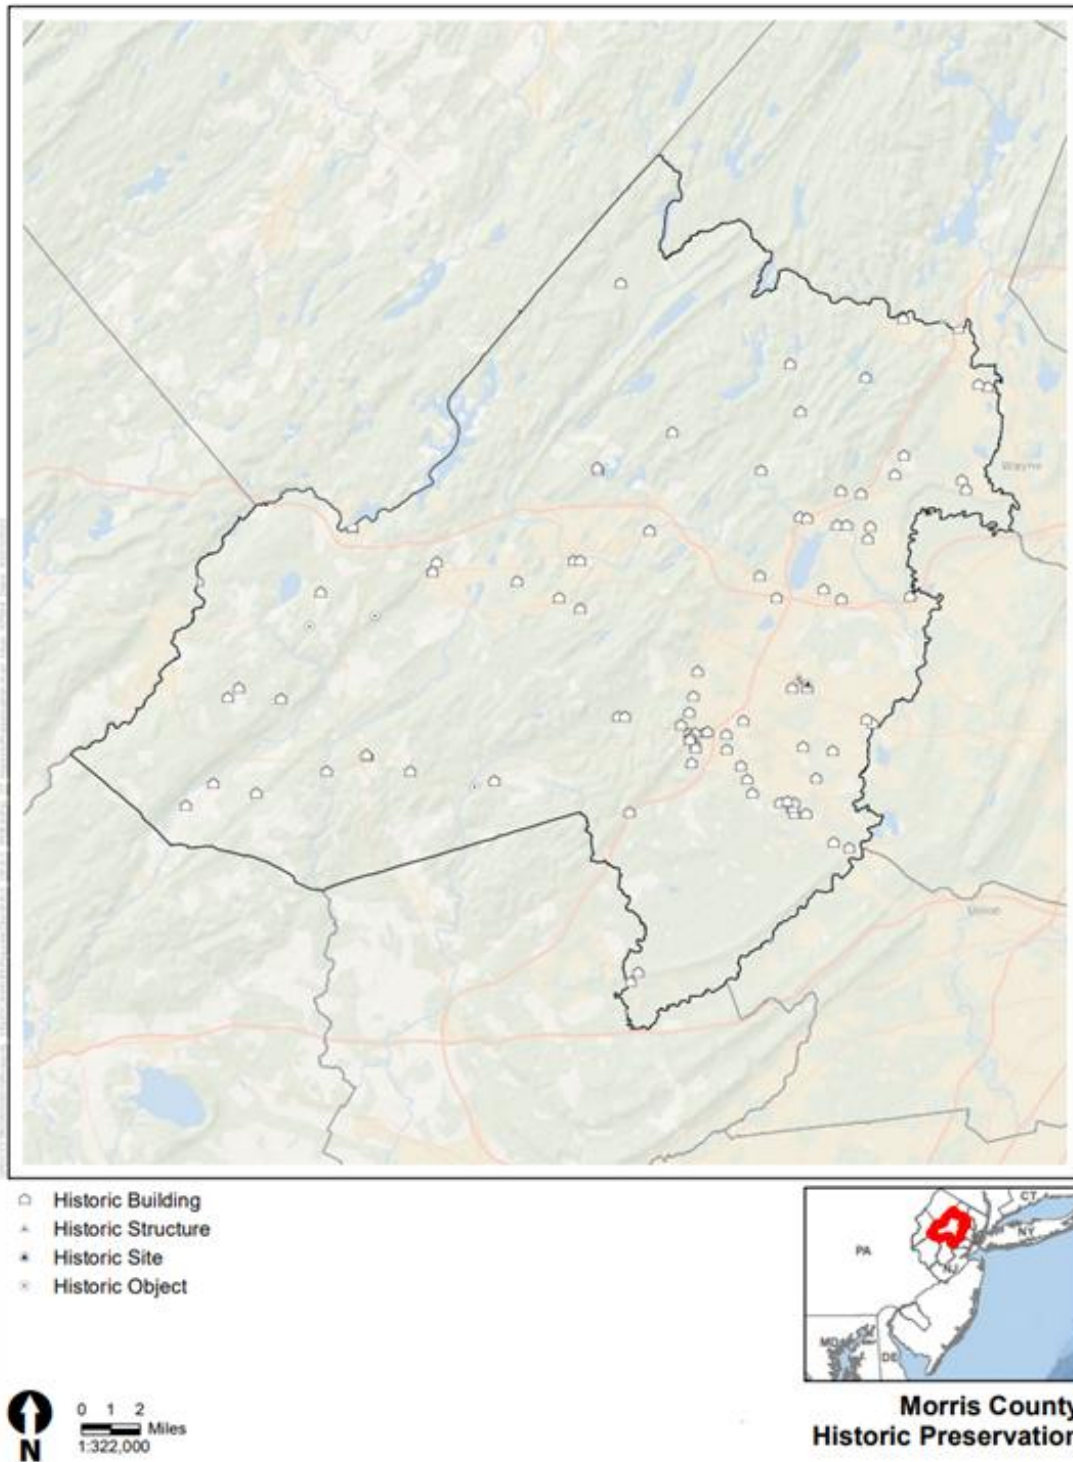 Wayne
Historic Building
Historic Structure
Historic Site
Historic Object
CT
NY
PA
NJ
MD
DE
N
0 1 2
Miles
1:322,000
Morris County
Historic Preservation